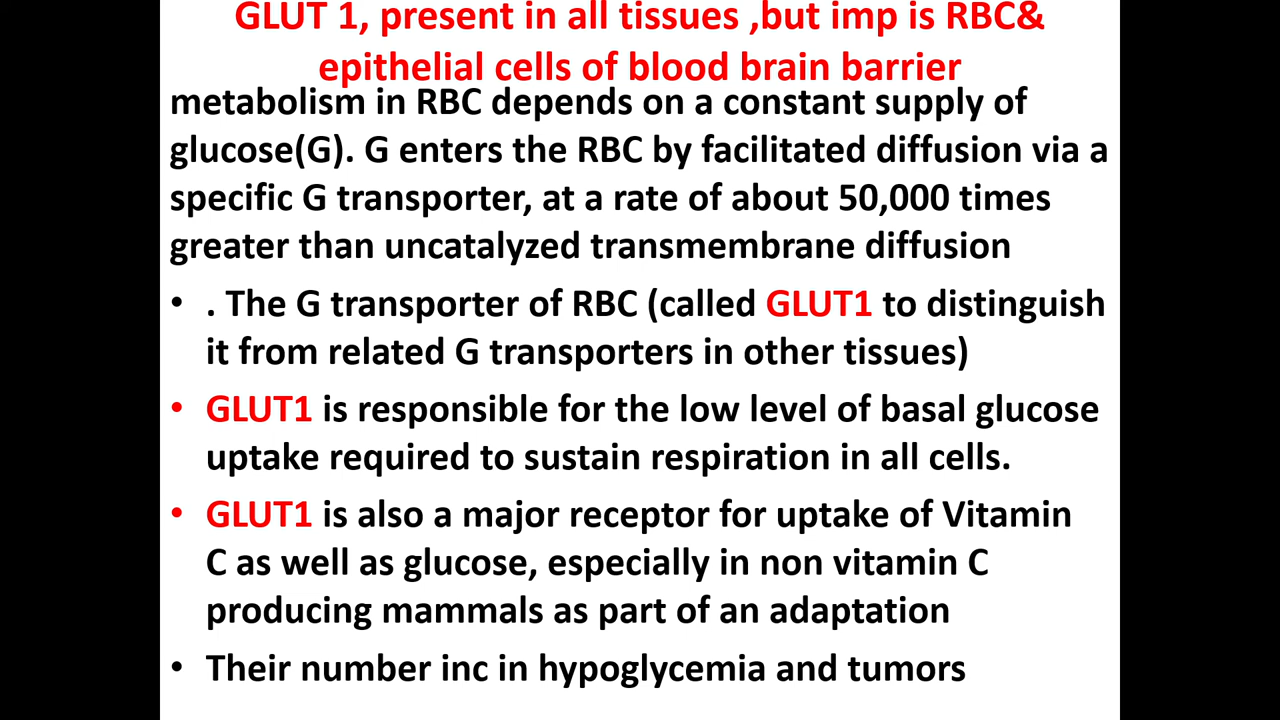 GLUT 1, present in all tissues ,but imp is RBC&
epithelial cells of blood brain barrier
metabolism in RBC depends on a constant supply of
glucose(G). G enters the RBC by facilitated diffusion via a
specific G transporter, at a rate of about 50,000 times
greater than uncatalyzed transmembrane diffusion
• . The G transporter of RBC (called GLUT1 to distinguish
it from related G transporters in other tissues)
• GLUT1 is responsible for the low level of basal glucose
uptake required to sustain respiration in all cells.
• GLUT1 is also a major receptor for uptake of Vitamin
C as well as glucose, especially in non vitamin C
producing mammals as part of an adaptation
• Their number inc in hypoglycemia and tumors